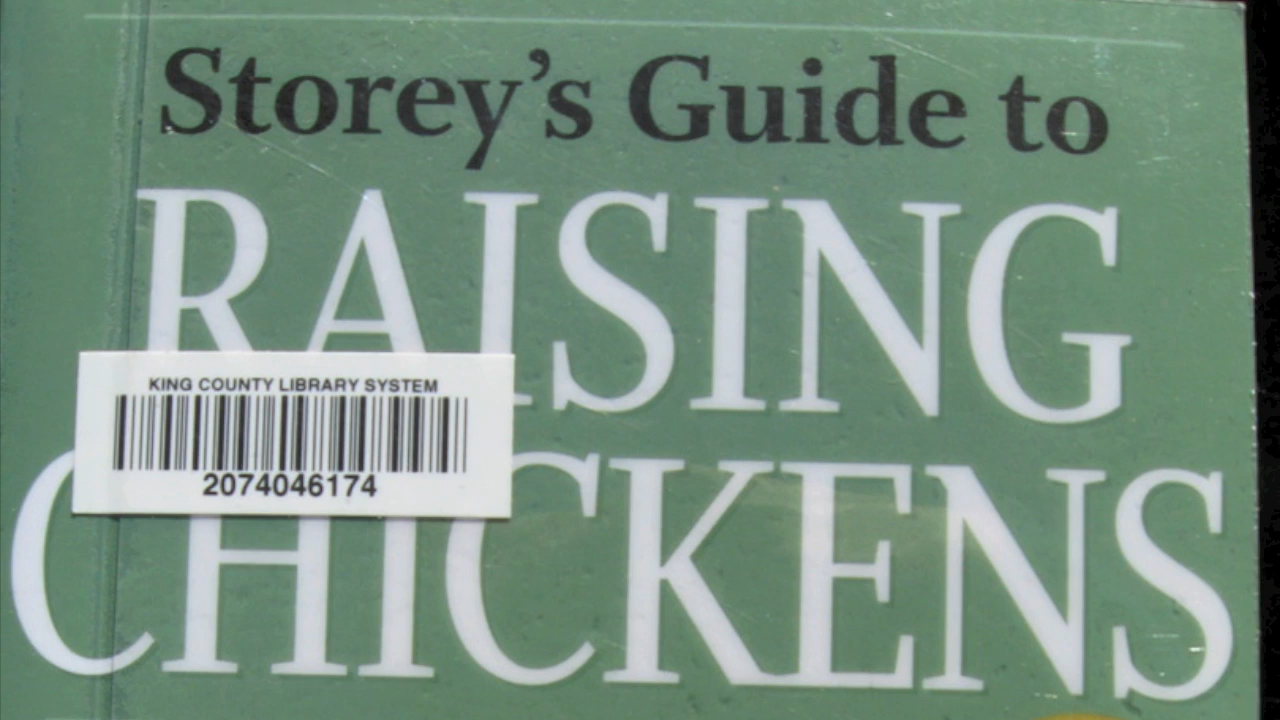 Storey's Guide to
RAISING
KING COUNTY LIBRARY SYSTEM
2074046174
CHICKENS